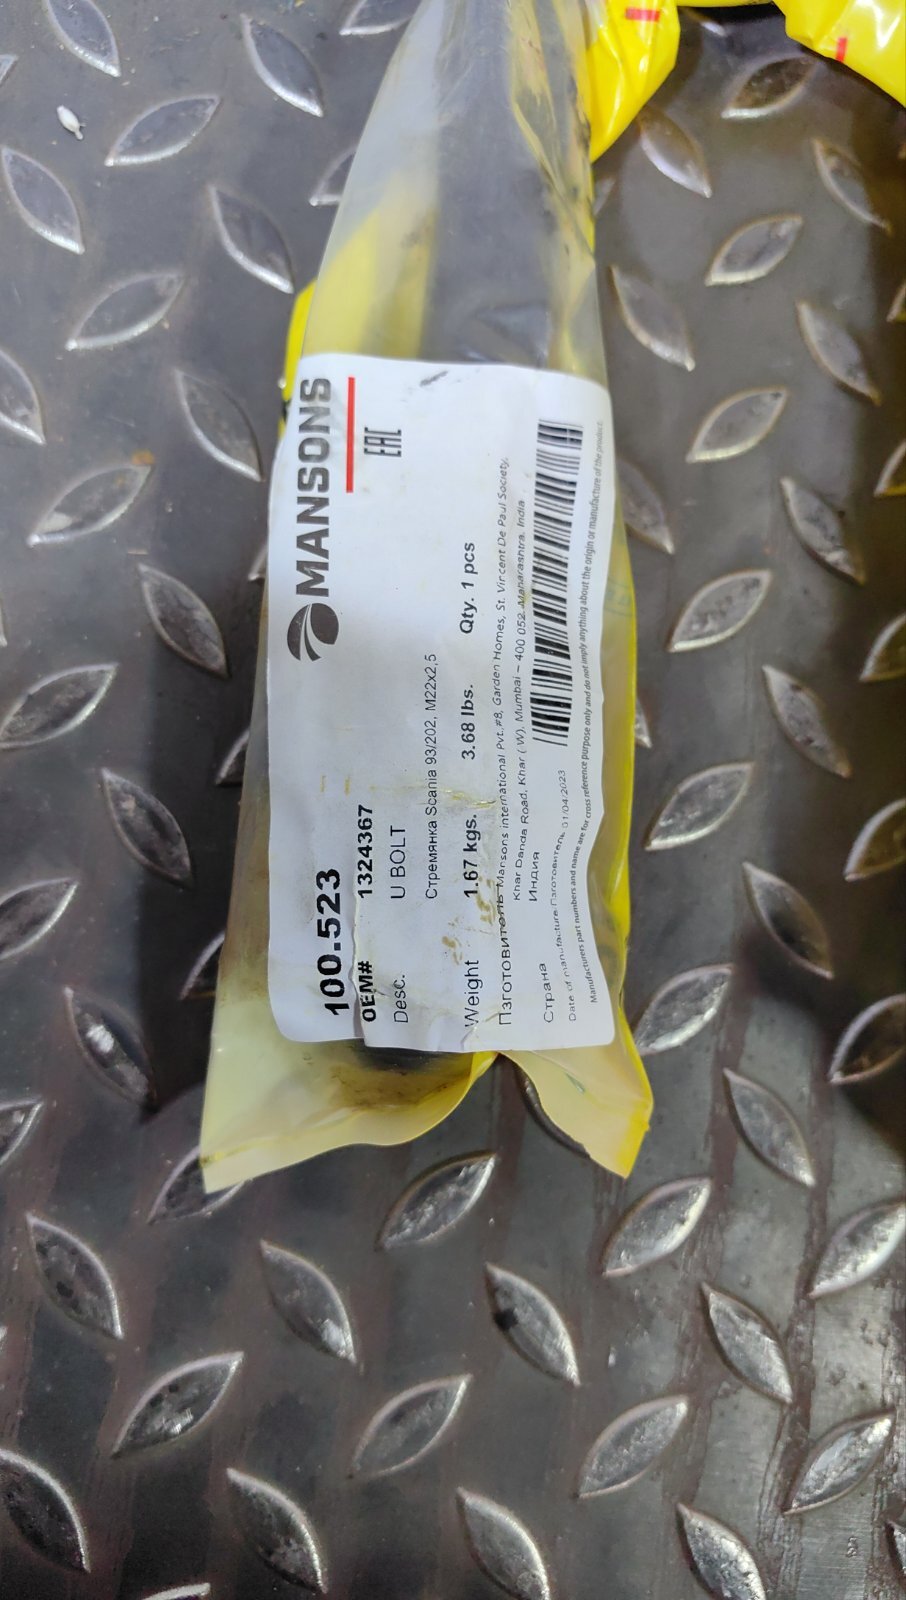 MANSONS
EAC
100.523
OEM# 1324367
Desc. U BOLT
Стремянка Scania 93/202, M22x2,5
Weight 1.67 kgs. 3.68 lbs. Qty. 1 pcs
Пзготовитель Mansons international Pvt.#8, Garden Homes, St. Vincent De Paul Society,
Khar Danda Road, Khar ( W), Mumbai – 400 052 Maharashtra, India
Страна Индия
Date of manufacture/Пзготовитель 01/04/2023
Manufacturers part numbers and name are for cross reference purpose only and do not imply anything about the origin or manufacture of the product.